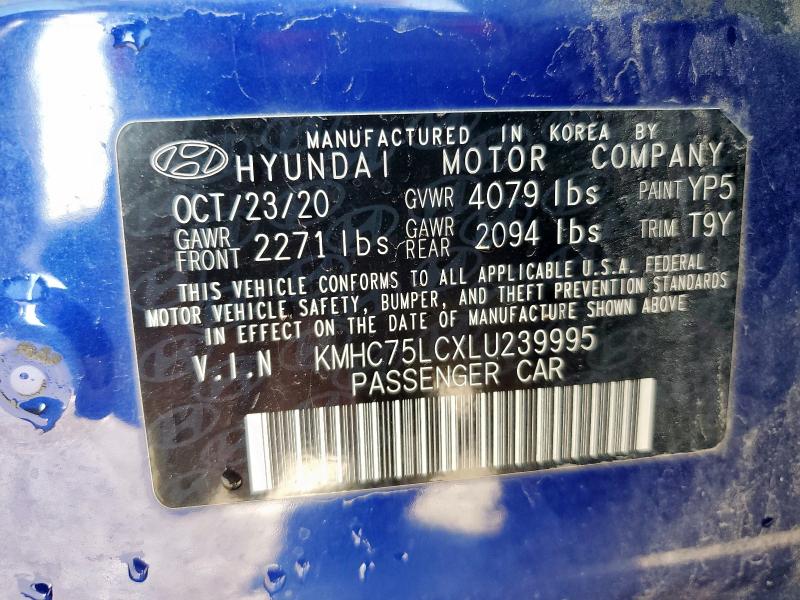 MANUFACTURED IN KOREA BY
HYUNDAI MOTOR COMPANY
OCT/23/20 GVWR 4079 lbs PAINT YP5
GAWR FRONT 2271 lbs GAWR REAR 2094 lbs TRIM T9Y
THIS VEHICLE CONFORMS TO ALL APPLICABLE U.S.A. FEDERAL
MOTOR VEHICLE SAFETY, BUMPER, AND THEFT PREVENTION STANDARDS
IN EFFECT ON THE DATE OF MANUFACTURE SHOWN ABOVE
V.I.N KMHC75LCXLU239995
PASSENGER CAR